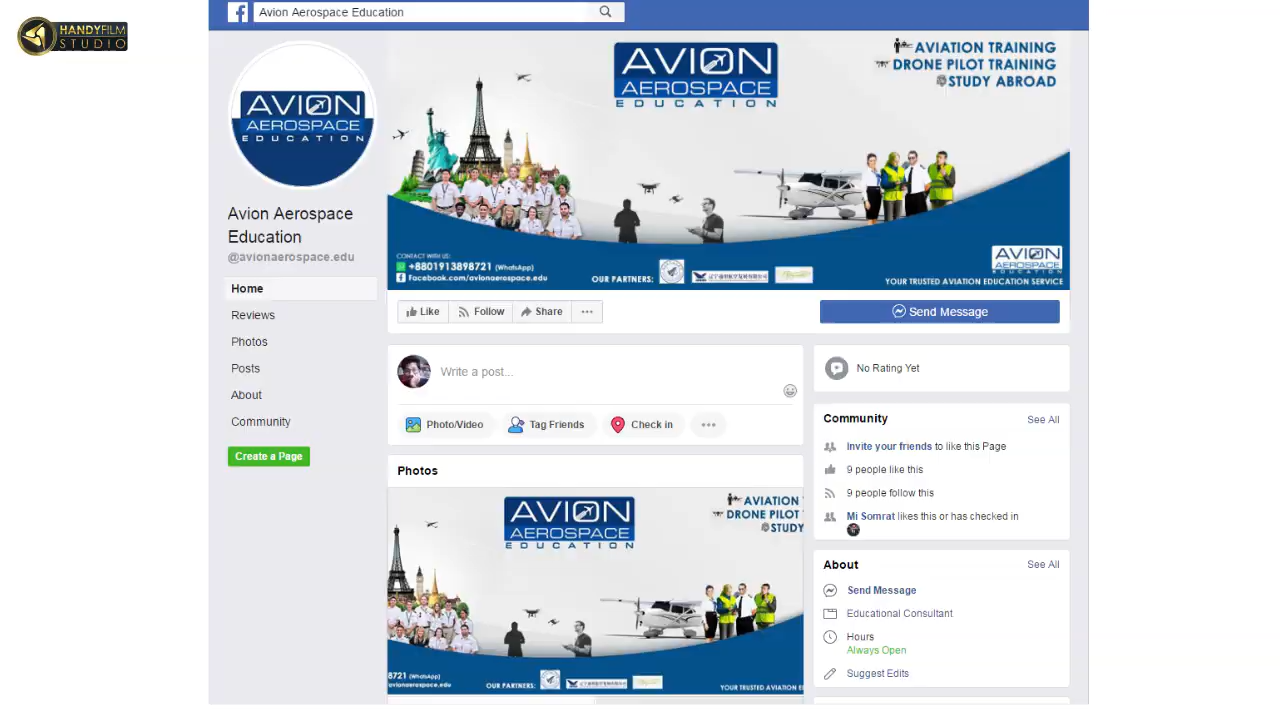 HANDYFILM
STUDIO
Avion Aerospace Education
AVION
AEROSPACE
EDUCATION
AVION
AEROSPACE
EDUCATION
AVIATION TRAINING
DRONE PILOT TRAINING
STUDY ABROAD
CONTACT WITH US:
+8801913898721 (WhatsApp)
Facebook.com/avionaerospace.edu
OUR PARTNERS:
AVION
AEROSPACE
EDUCATION
YOUR TRUSTED AVIATION EDUCATION SERVICE
Avion Aerospace
Education
@avionaerospace.edu
Home
Reviews
Photos
Posts
About
Community
Create a Page
Like
Follow
Share
Send Message
Write a post...
Photo/Video
Tag Friends
Check in
Photos
AVION
AEROSPACE
EDUCATION
AVIATION
DRONE PILOT
STUDY
8721 (WhatsApp)
avionaerospace.edu
OUR PARTNERS:
YOUR TRUSTED AVIATION E
No Rating Yet
Community
See All
Invite your friends to like this Page
9 people like this
9 people follow this
Mi Somrat likes this or has checked in
About
See All
Send Message
Educational Consultant
Hours
Always Open
Suggest Edits